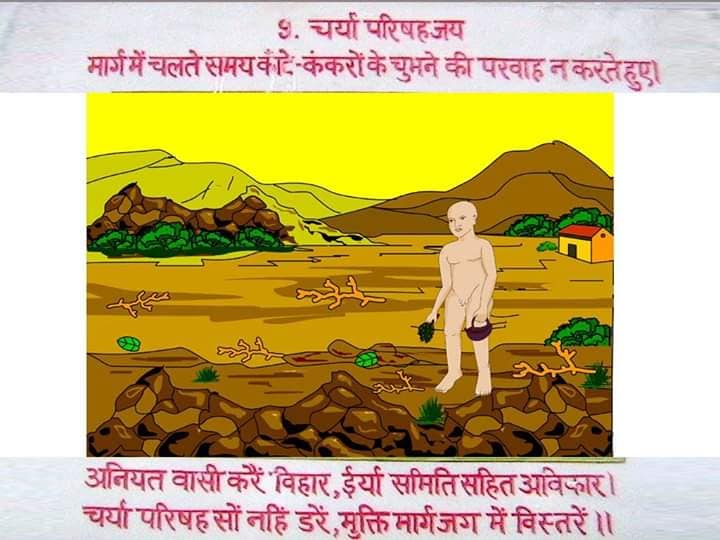 9. चर्या परिषहजय
मार्ग में चलते समय काँटे-कंकरों के चुभने की परवाह न करते हुए।
अनियत वासी करैं विहार, ईर्या समिति सहित अविकार।
चर्या परिषह सों नहिं डरें, मुक्ति मार्ग जग में विस्तरें।।